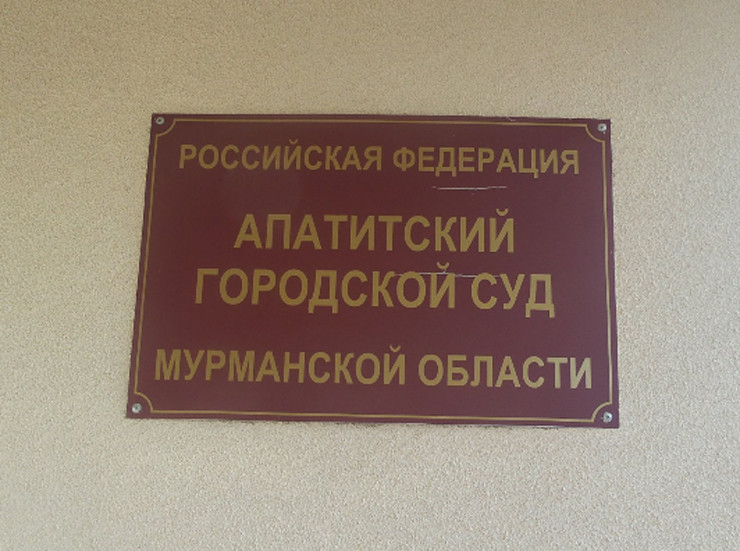 РОССИЙСКАЯ ФЕДЕРАЦИЯ
АПАТИТСКИЙ
ГОРОДСКОЙ СУД
МУРМАНСКОЙ ОБЛАСТИ